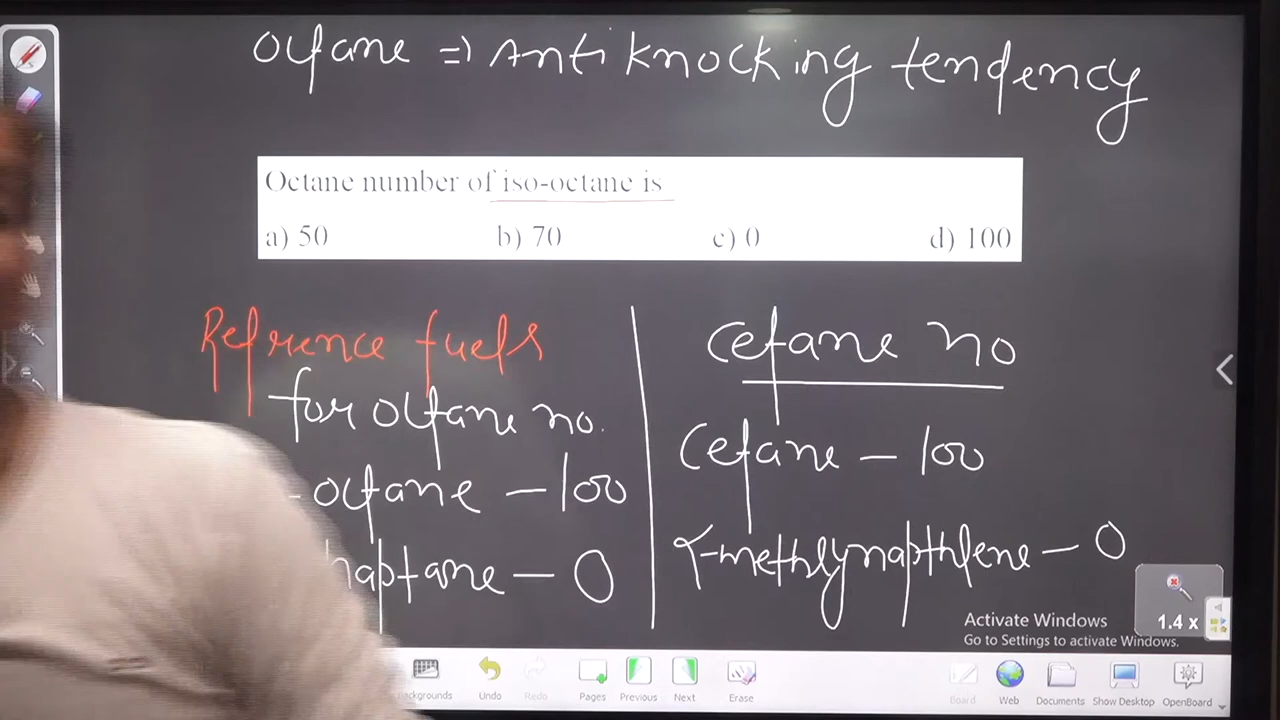 Octane => Antiknocking tendency
Octane number of iso-octane is
a) 50 b) 70 c) 0 d) 100
Refrence fuels
for octane no.
-octane - 100
haptane - 0
Cetane no
Cetane - 100
α-methlynapthlene - 0
1.4 x
Activate Windows
Go to Settings to activate Windows.
ckgrounds Undo Redo Pages Previous Next Erase Board Web Documents Show Desktop OpenBoard